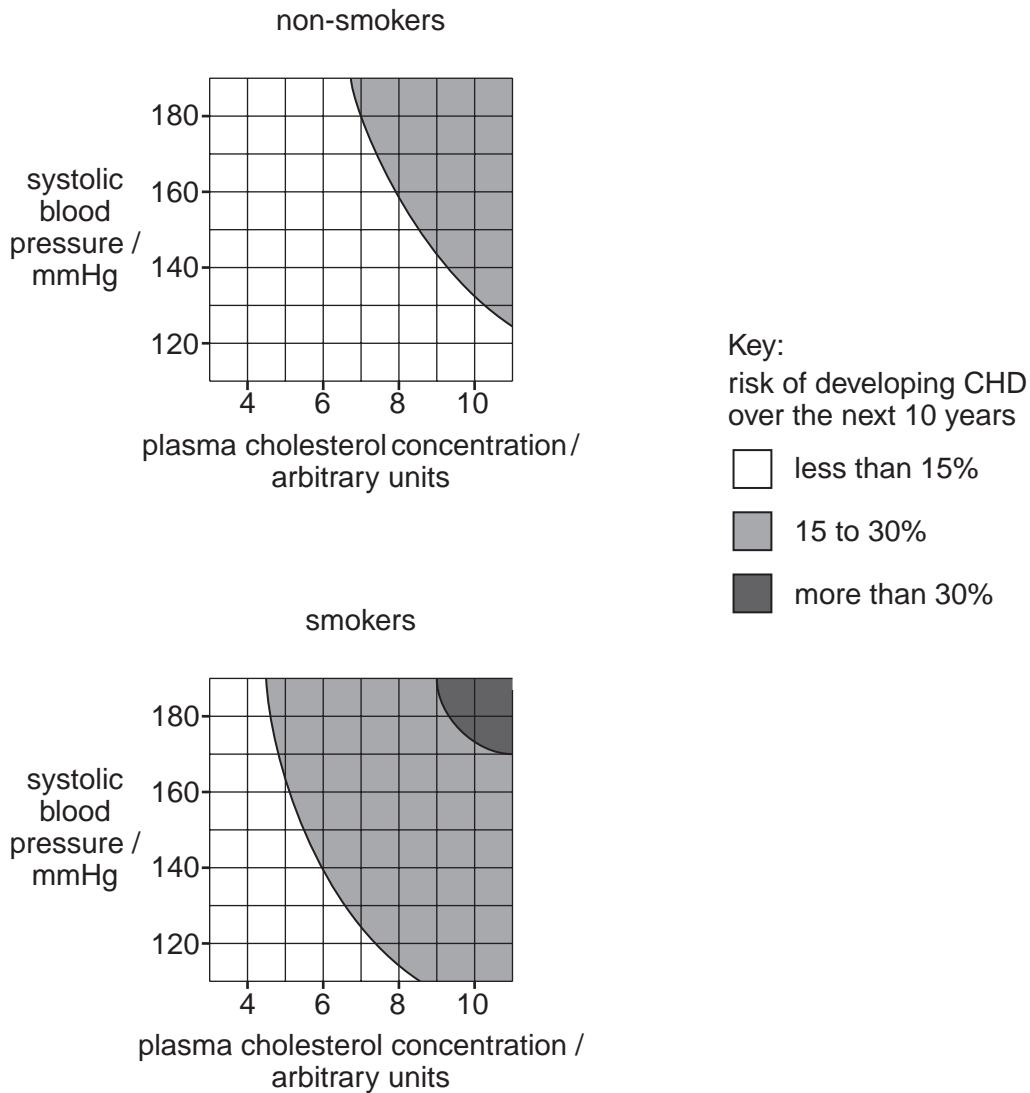 non-smokers
180
160
140
120
systolic
blood
pressure /
mmHg
4 6 8 10
plasma cholesterol concentration /
arbitrary units
Key:
risk of developing CHD
over the next 10 years
less than 15%
15 to 30%
more than 30%
smokers
180
160
140
120
systolic
blood
pressure /
mmHg
4 6 8 10
plasma cholesterol concentration /
arbitrary units